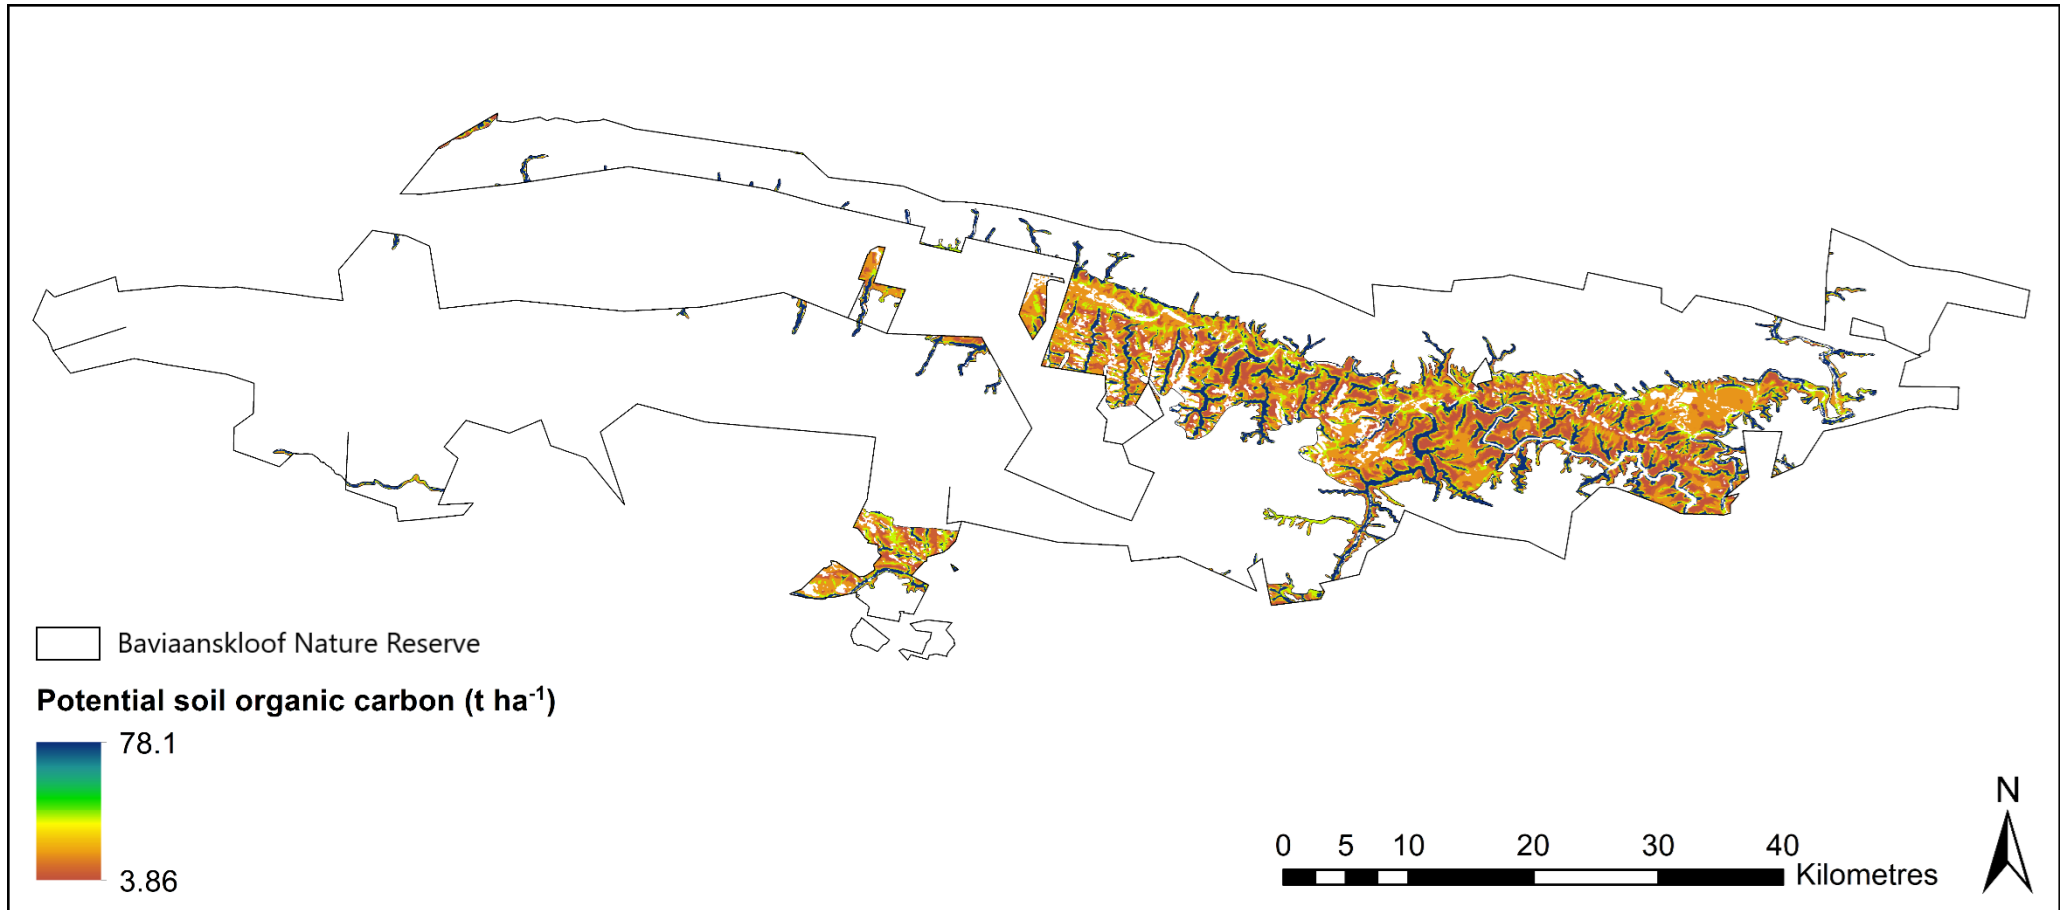 Baviaanskloof Nature Reserve
Potential soil organic carbon (t ha⁻¹)
78.1
3.86
0 5 10 20 30 40
Kilometres
N